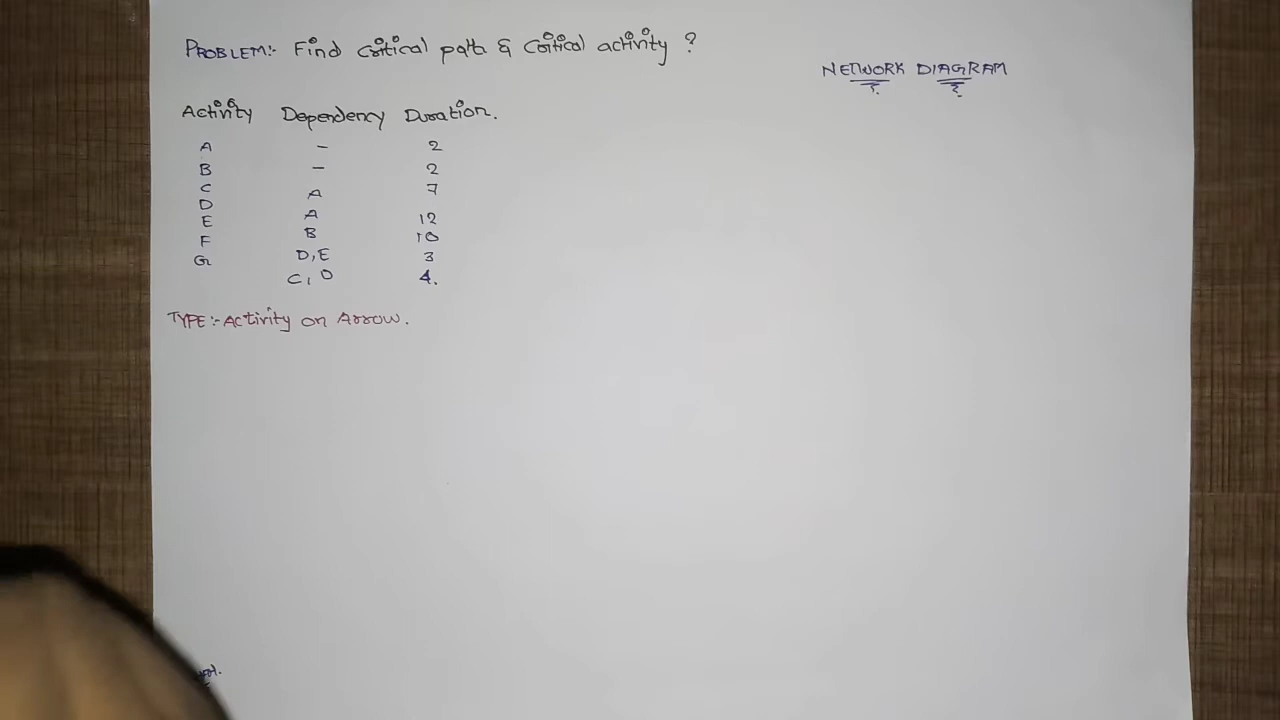 PROBLEM:- Find critical path & critical activity ?
NETWORK DIAGRAM
Activity Dependency Duration.
A - 2
B - 2
C A 7
D A 12
E B 10
F D,E 3
G C, D 4.
TYPE:- Activity on Arrow.